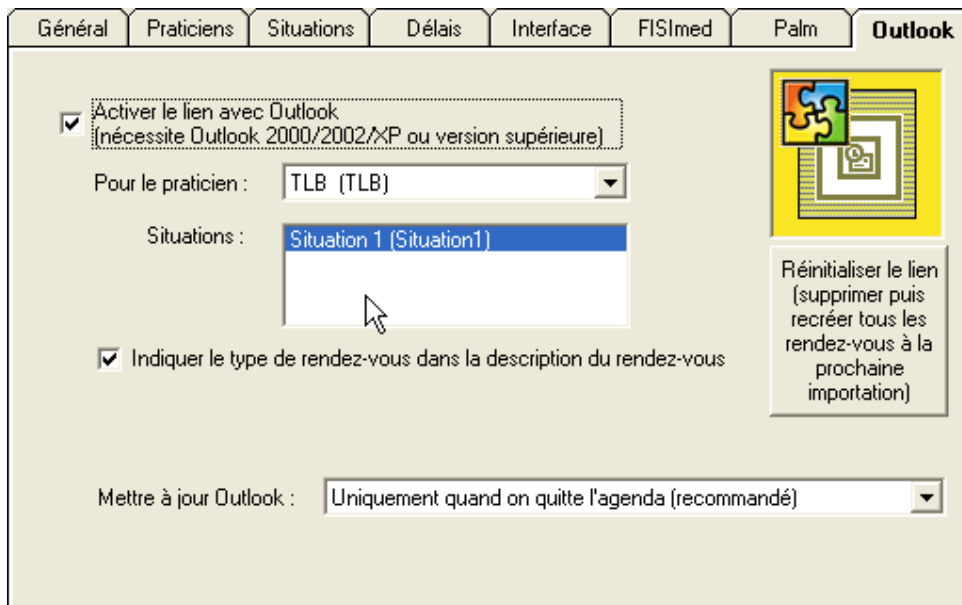 Général Praticiens Situations Délais Interface FISImed Palm Outlook
Activer le lien avec Outlook
(nécessite Outlook 2000/2002/XP ou version supérieure)
Pour le praticien : TLB (TLB)
Situations : Situation 1 (Situation1)
Réinitialiser le lien
(supprimer puis
recréer tous les
rendez-vous à la
prochaine
importation)
Indiquer le type de rendez-vous dans la description du rendez-vous
Mettre à jour Outlook : Uniquement quand on quitte l'agenda (recommandé)